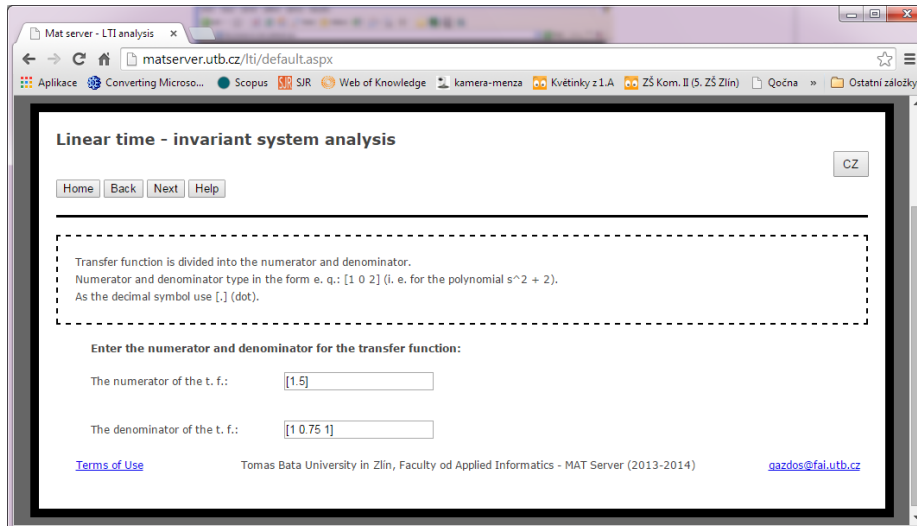 Mat server - LTI analysis
matserver.utb.cz/lti/default.aspx
Aplikace Converting Microso... Scopus SJR Web of Knowledge kamera-menza Květinky z 1.A ZŠ Kom. II (5. ZŠ Zlín) Qočna » Ostatní záložky
Linear time - invariant system analysis
CZ
Home Back Next Help
Transfer function is divided into the numerator and denominator.
Numerator and denominator type in the form e. q.: [1 0 2] (i. e. for the polynomial s^2 + 2).
As the decimal symbol use [.] (dot).
Enter the numerator and denominator for the transfer function:
The numerator of the t. f.: [1.5]
The denominator of the t. f.: [1 0.75 1]
Terms of Use Tomas Bata University in Zlín, Faculty od Applied Informatics - MAT Server (2013-2014) gazdos@fai.utb.cz